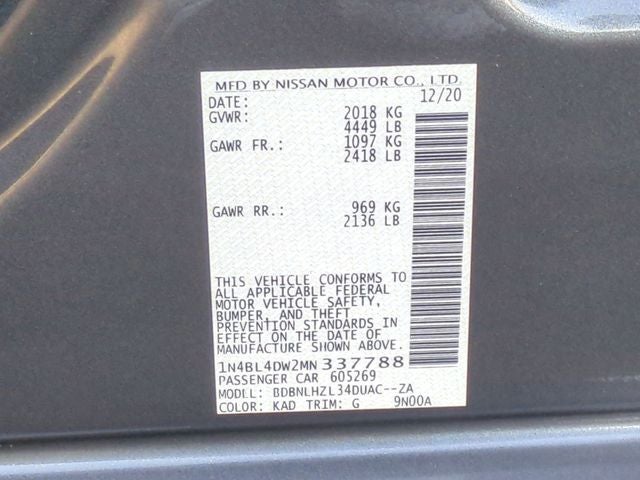 MFD BY NISSAN MOTOR CO., LTD.
DATE: 12/20
GVWR: 2018 KG
4449 LB
GAWR FR.: 1097 KG
2418 LB
GAWR RR.: 969 KG
2136 LB
THIS VEHICLE CONFORMS TO
ALL APPLICABLE FEDERAL
MOTOR VEHICLE SAFETY,
BUMPER, AND THEFT
PREVENTION STANDARDS IN
EFFECT ON THE DATE OF
MANUFACTURE SHOWN ABOVE.
1N4BL4DW2MN337788
PASSENGER CAR 605269
MODEL: BDBNLHZL34DUAC--ZA
COLOR: KAD TRIM: G 9N00A